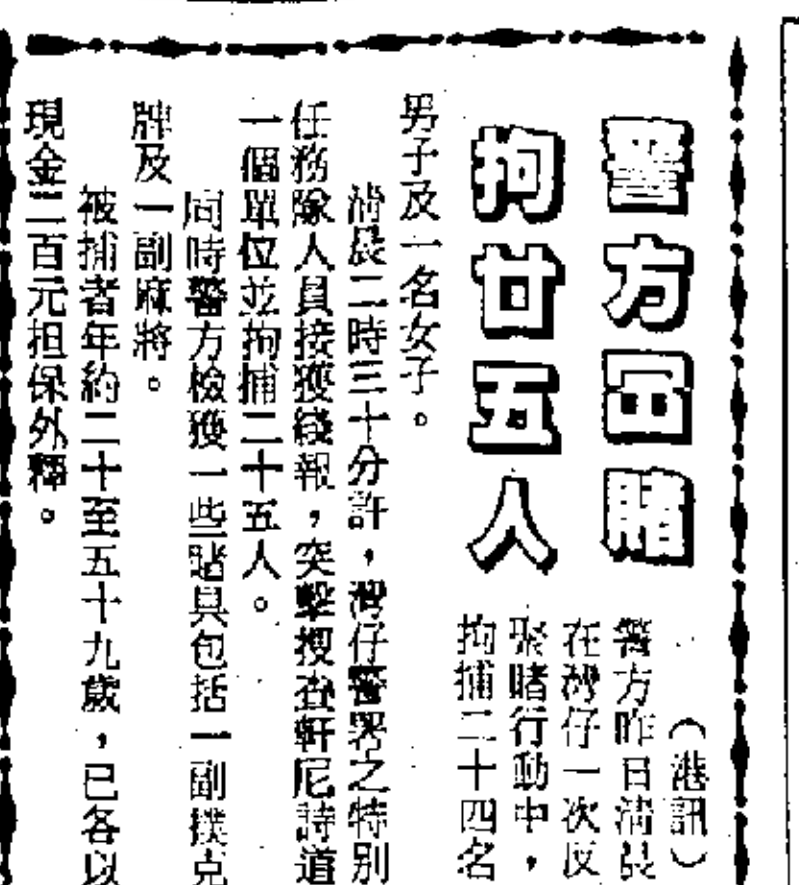 警方冚賭
拘廿五人
（港訊）
警方昨日清晨
在灣仔一次反
聚賭行動中，
拘捕二十四名
男子及一名女子。
清晨二時三十分許，灣仔警署之特別
任務隊人員接獲綫報，突擊搜查軒尼詩道
一個單位並拘捕二十五人。
同時警方檢獲一些賭具包括一副撲克
牌及一副麻將。
被捕者年約二十至五十九歲，已各以
現金二百元担保外釋。